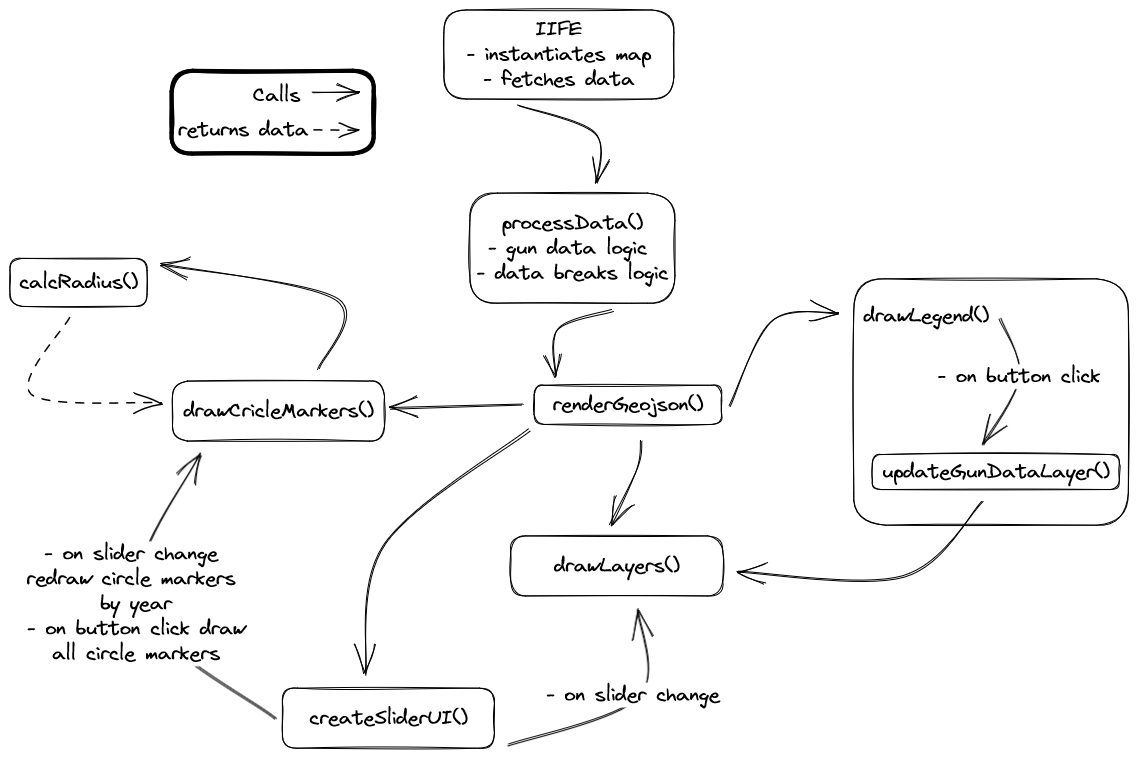 IIFE
- instantiates map
- fetches data
Calls
returns data
processData()
- gun data logic
- data breaks logic
calcRadius()
drawLegend()
- on button click
drawCricleMarkers()
renderGeojson()
updateGunDataLayer()
- on slider change
redraw circle markers
by year
- on button click draw
all circle markers
drawLayers()
- on slider change
createSliderUI()